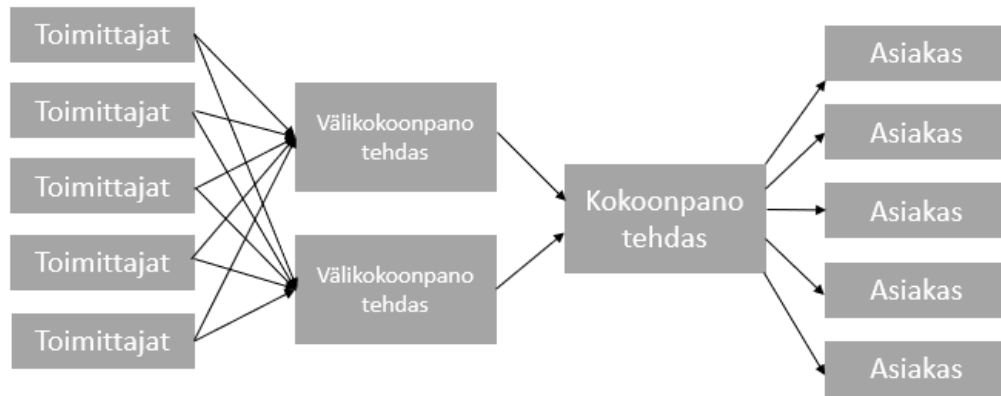 Toimittajat
Toimittajat
Toimittajat
Toimittajat
Toimittajat
Välikokoonpano
tehdas
Välikokoonpano
tehdas
Kokoonpano
tehdas
Asiakas
Asiakas
Asiakas
Asiakas
Asiakas